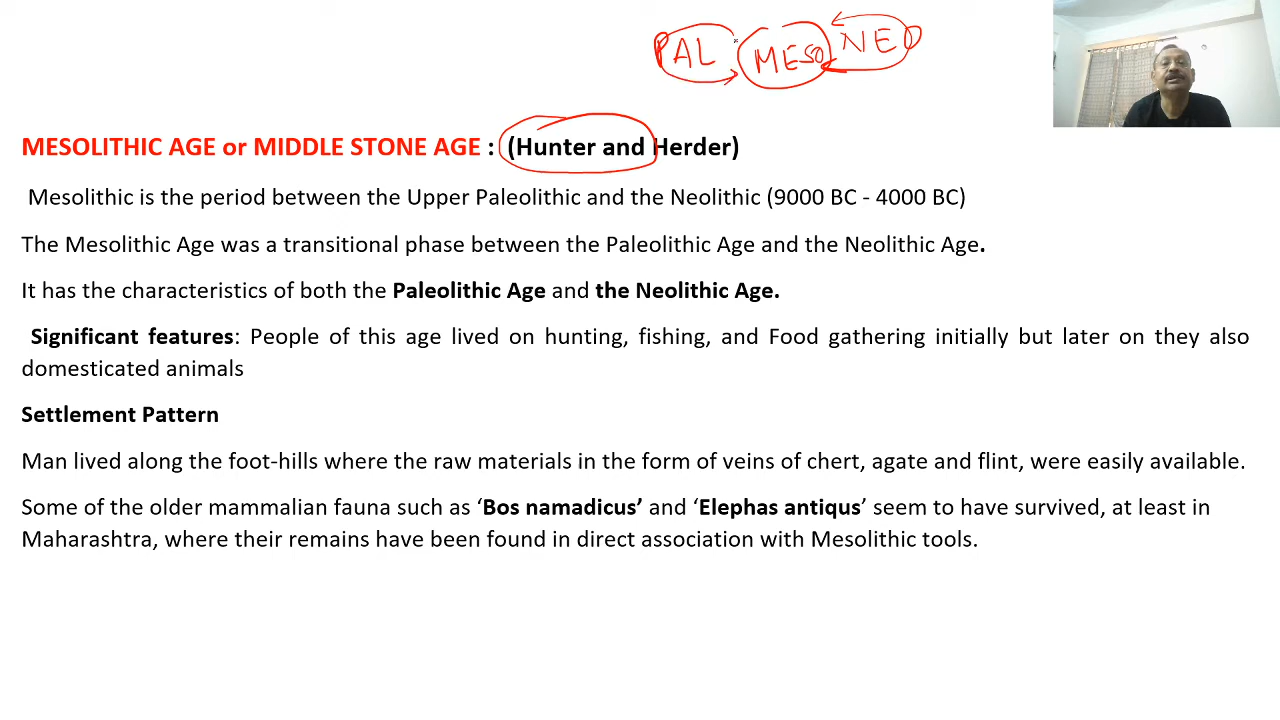 PAL MESO NEO
MESOLITHIC AGE or MIDDLE STONE AGE : (Hunter and Herder)
Mesolithic is the period between the Upper Paleolithic and the Neolithic (9000 BC - 4000 BC)
The Mesolithic Age was a transitional phase between the Paleolithic Age and the Neolithic Age.
It has the characteristics of both the Paleolithic Age and the Neolithic Age.
Significant features: People of this age lived on hunting, fishing, and Food gathering initially but later on they also
domesticated animals
Settlement Pattern
Man lived along the foot-hills where the raw materials in the form of veins of chert, agate and flint, were easily available.
Some of the older mammalian fauna such as ‘Bos namadicus’ and ‘Elephas antiqus’ seem to have survived, at least in
Maharashtra, where their remains have been found in direct association with Mesolithic tools.